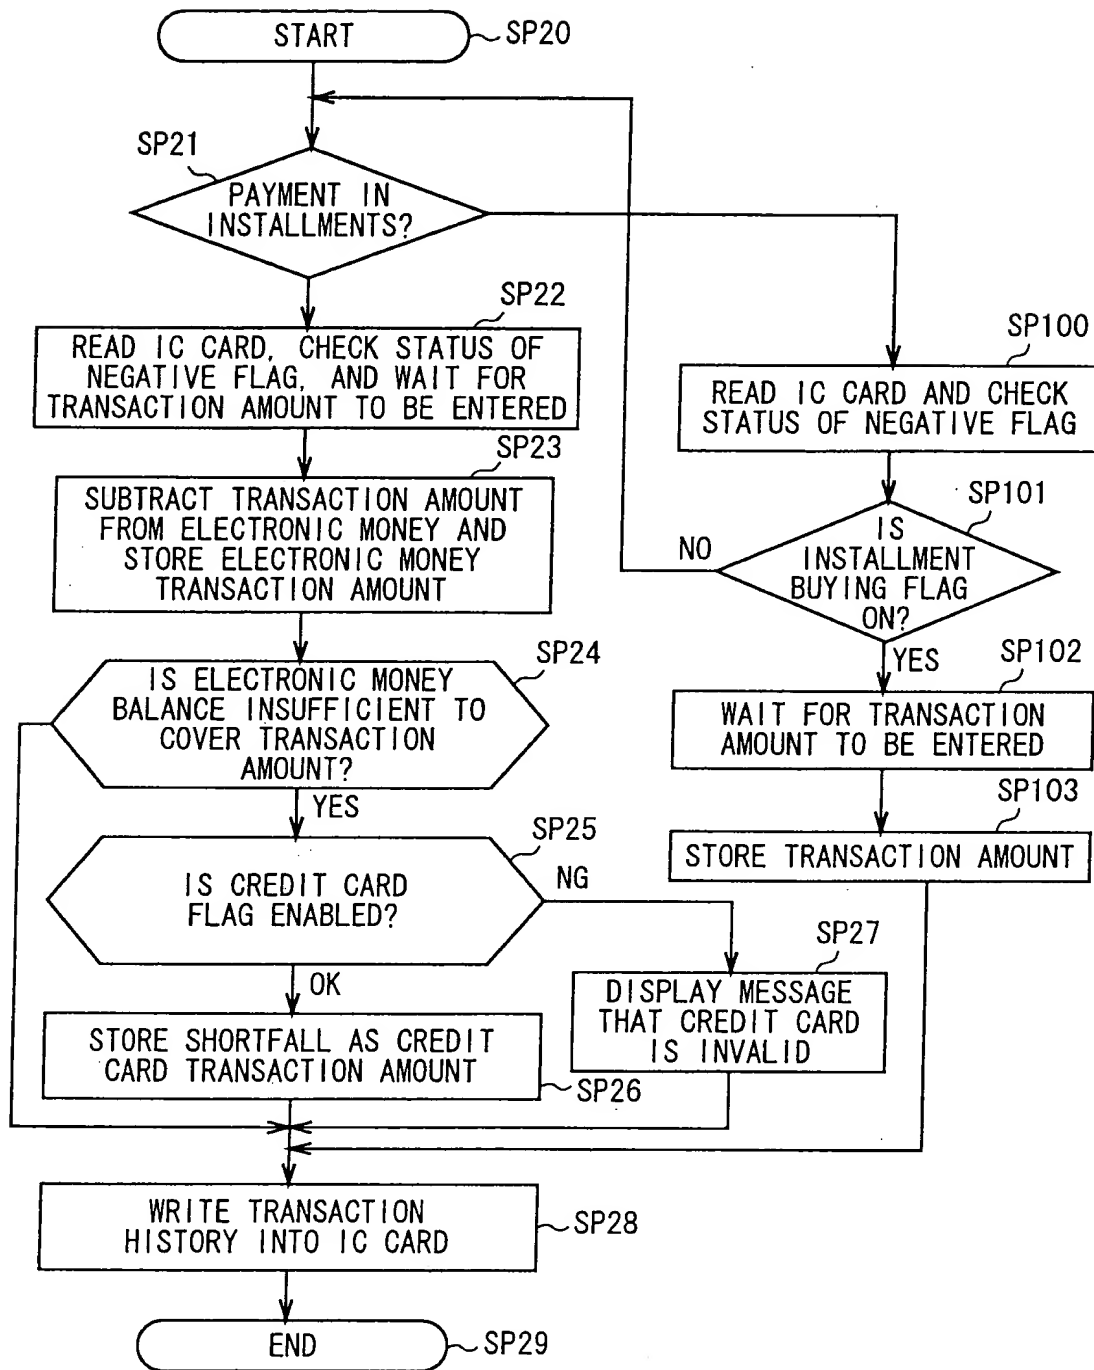 START
SP20
SP21
PAYMENT IN
INSTALLMENTS?
SP22
READ IC CARD, CHECK STATUS OF
NEGATIVE FLAG, AND WAIT FOR
TRANSACTION AMOUNT TO BE ENTERED
SP100
READ IC CARD AND CHECK
STATUS OF NEGATIVE FLAG
SP23
SUBTRACT TRANSACTION AMOUNT
FROM ELECTRONIC MONEY AND
STORE ELECTRONIC MONEY
TRANSACTION AMOUNT
SP101
IS
INSTALLMENT
BUYING FLAG
ON?
NO
YES
SP24
IS ELECTRONIC MONEY
BALANCE INSUFFICIENT TO
COVER TRANSACTION
AMOUNT?
YES
SP102
WAIT FOR TRANSACTION
AMOUNT TO BE ENTERED
SP103
STORE TRANSACTION AMOUNT
SP25
IS CREDIT CARD
FLAG ENABLED?
NG
OK
SP27
DISPLAY MESSAGE
THAT CREDIT CARD
IS INVALID
STORE SHORTFALL AS CREDIT
CARD TRANSACTION AMOUNT
SP26
WRITE TRANSACTION
HISTORY INTO IC CARD
SP28
END
SP29